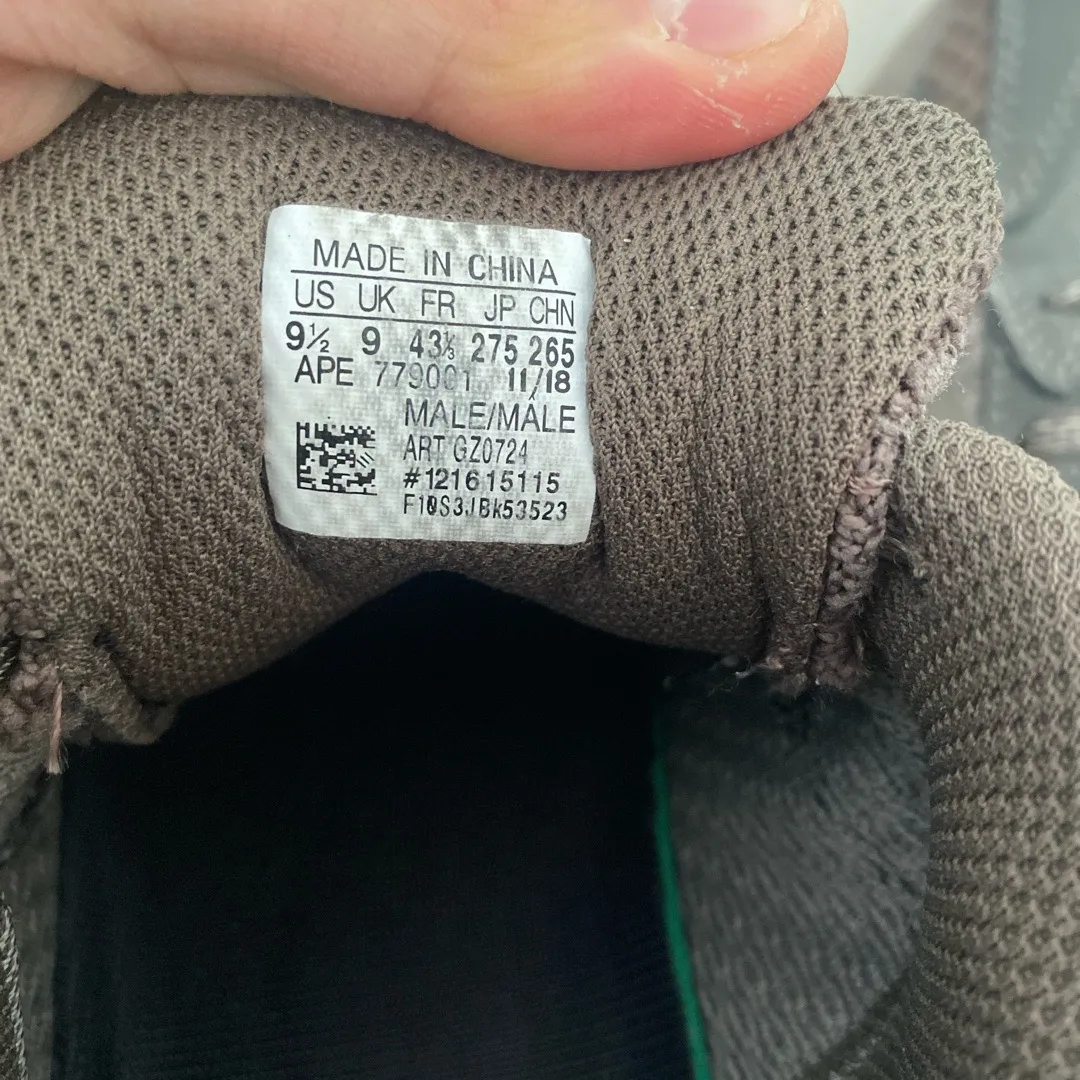 MADE IN CHINA
US UK FR JP CHN
9½ 9 43⅓ 275 265
APE 779001 11/18
MALE/MÂLE
ART GZ0724
#121615115
F10S3JBk53523